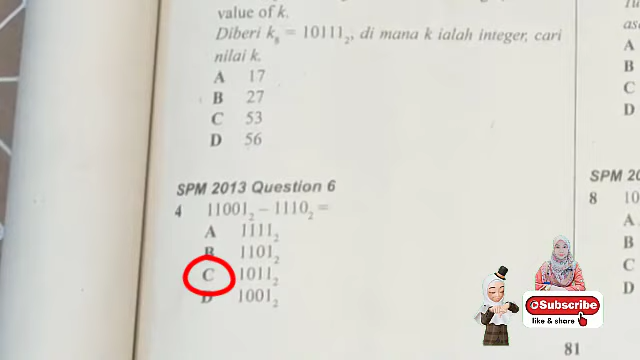 value of k.
Diberi k₈ = 10111₂, di mana k ialah integer, cari
nilai k.
A 17
B 27
C 53
D 56
SPM 2013 Question 6
4 11001₂ – 1110₂ =
A 1111₂
B 1101₂
C 1011₂
D 1001₂
SPM 20
8 10
A
B
C
D
A
B
C
D
Subscribe
like & share
81